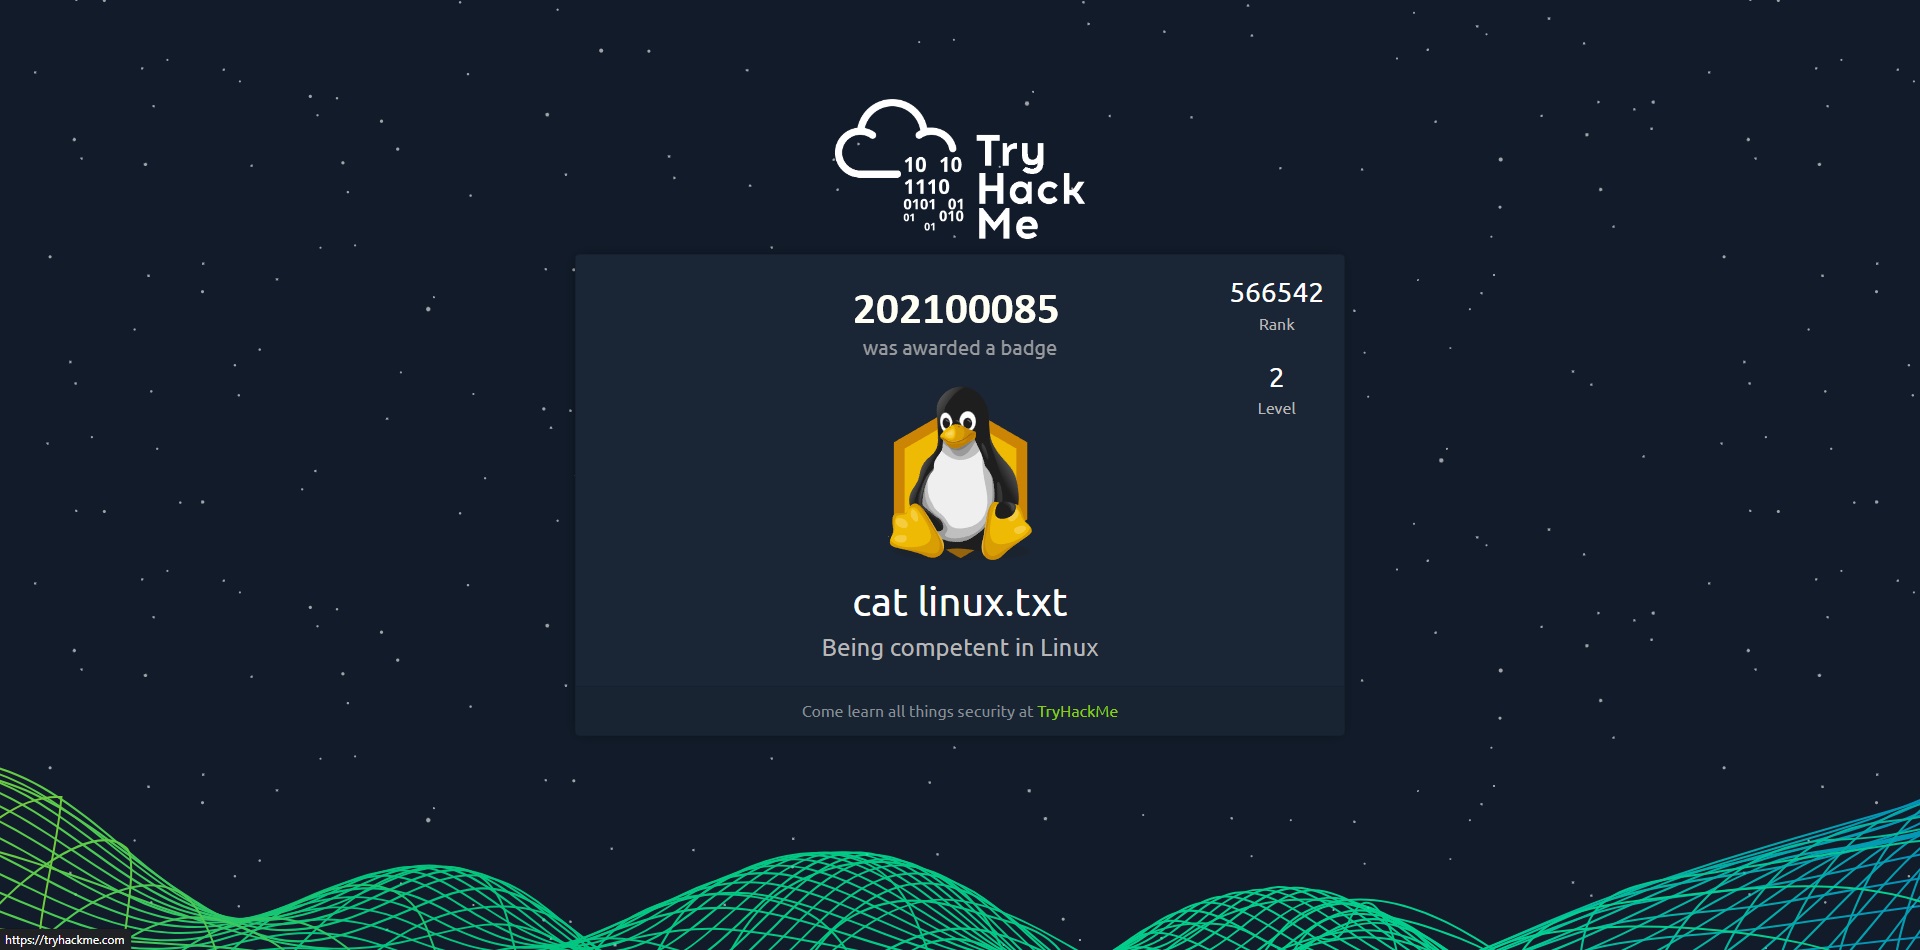 10 10
1110
0101 01
01 010
01
Try
Hack
Me
202100085
was awarded a badge
566542
Rank
2
Level
cat linux.txt
Being competent in Linux
Come learn all things security at TryHackMe
https://tryhackme.com